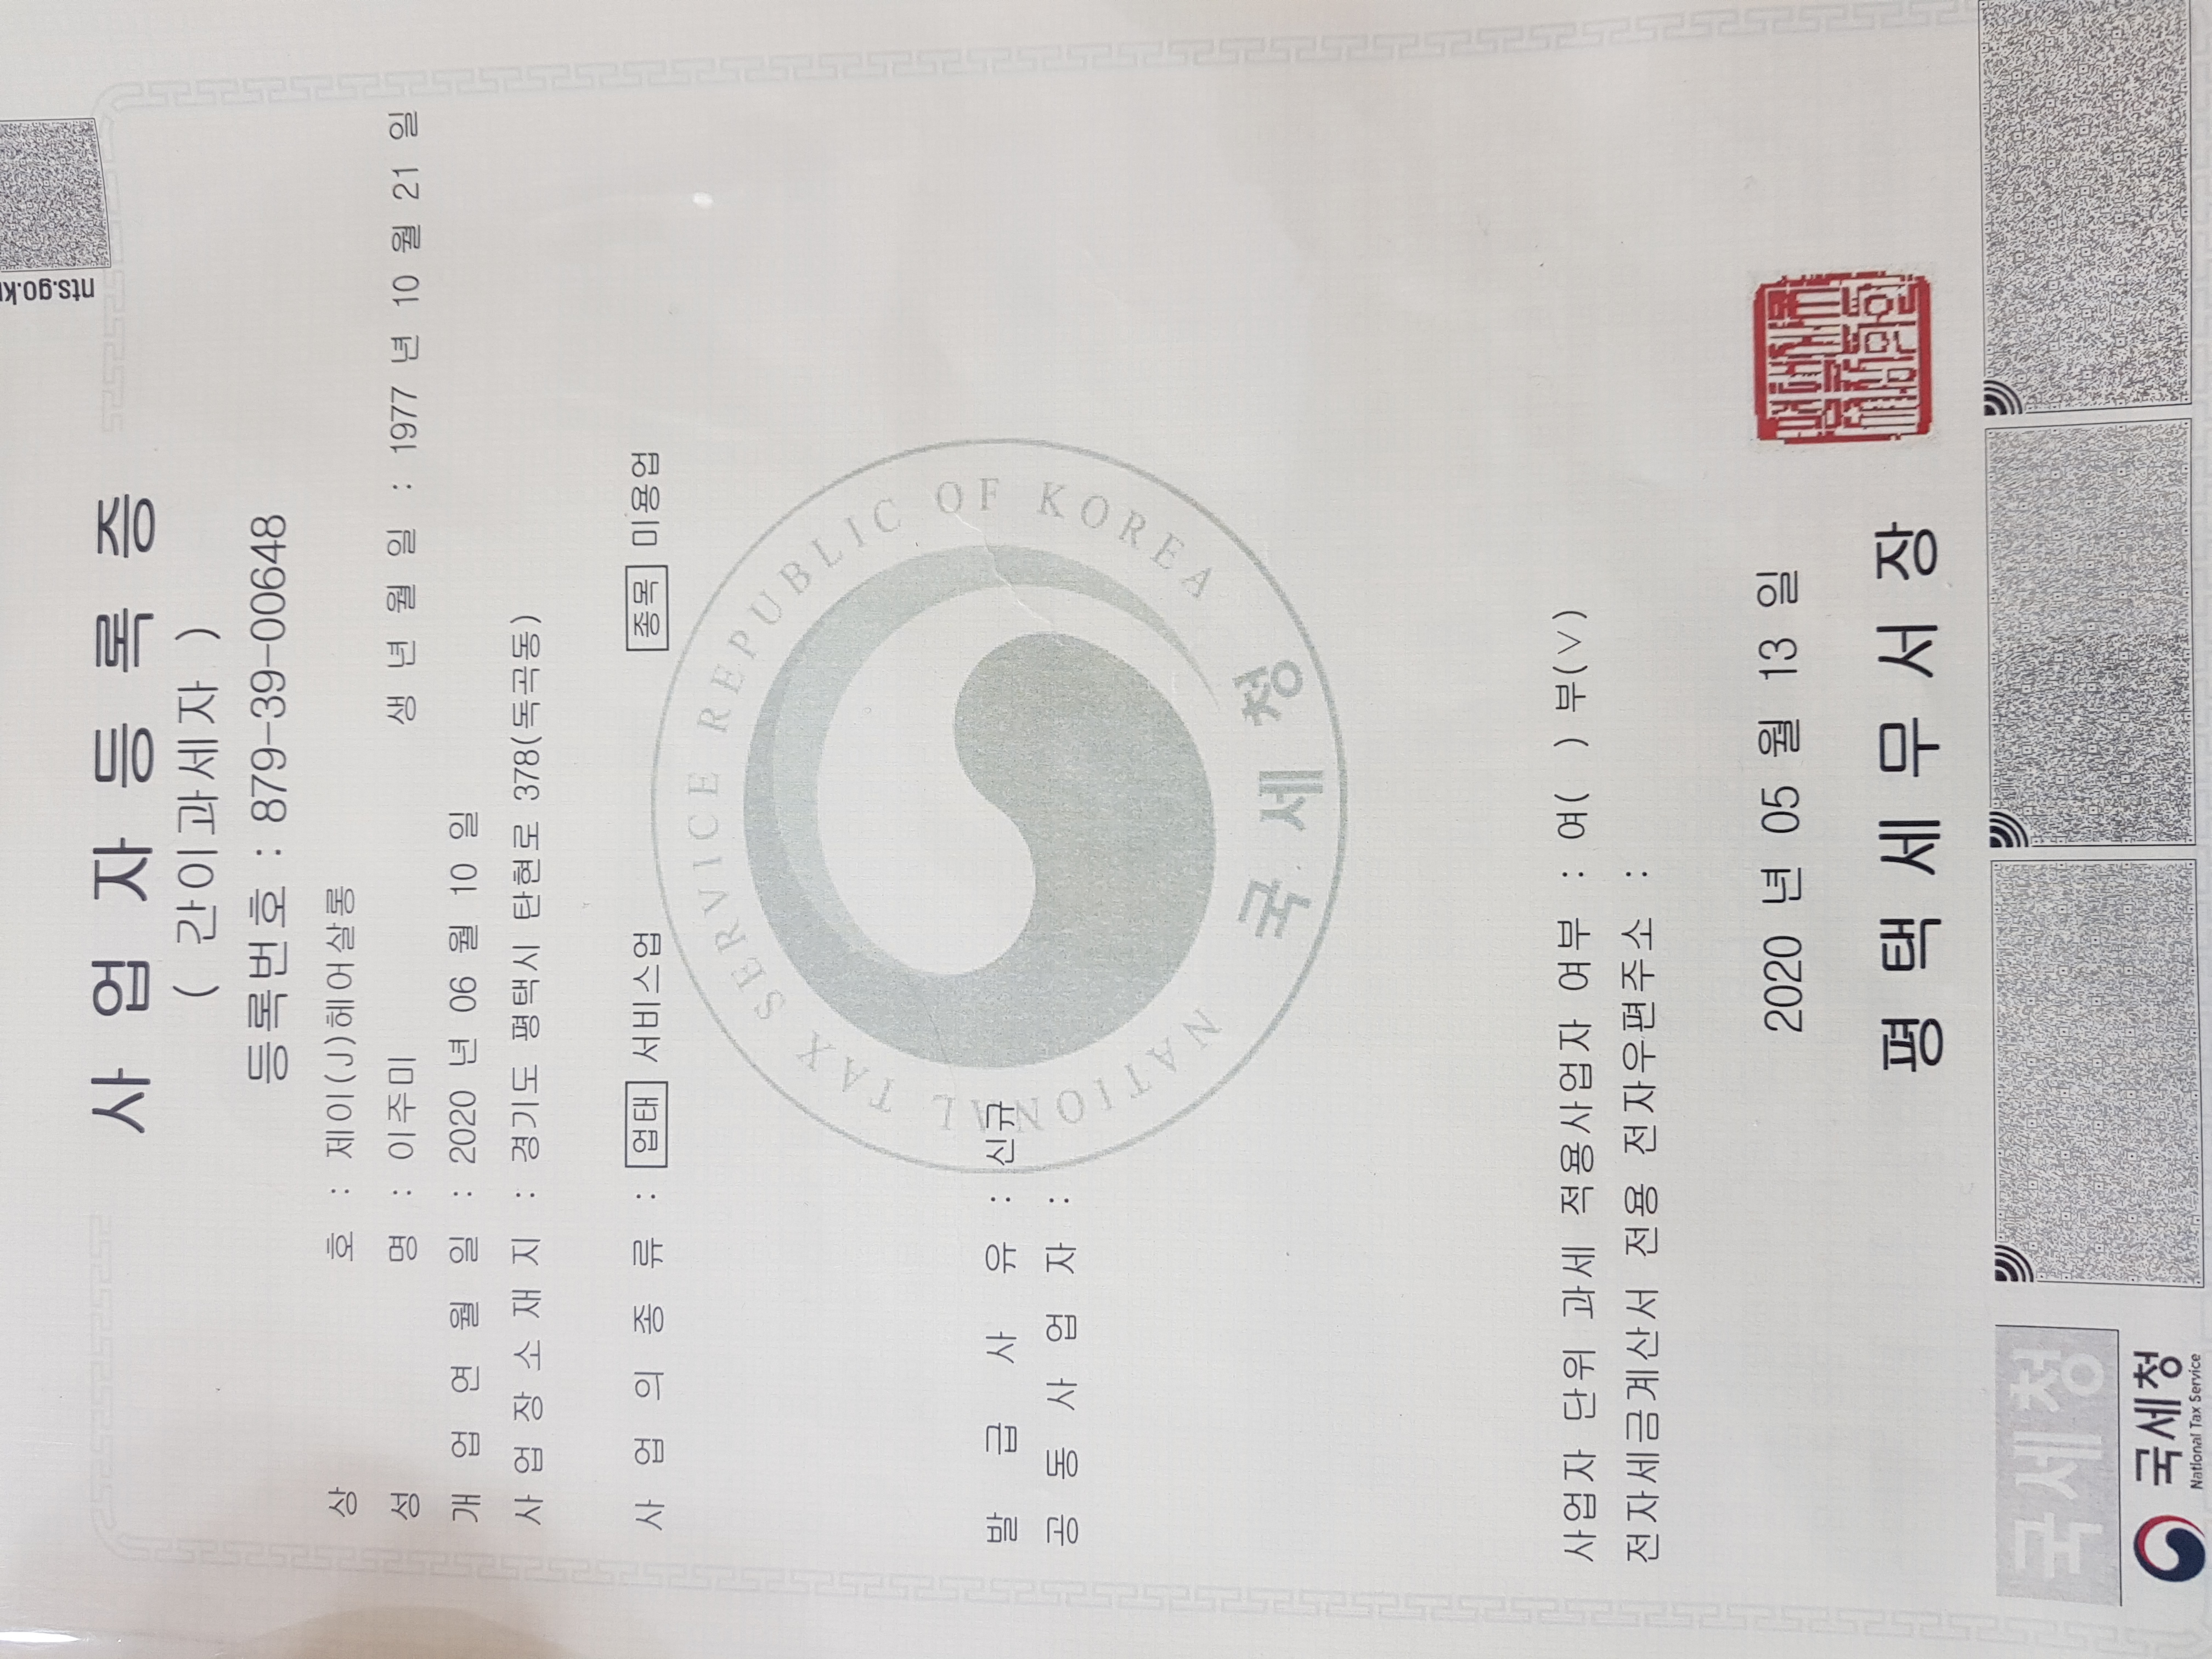 nts.go.kr
사 업 자 등 록 증
( 간이과세자 )
등록번호 : 879-39-00648
상 호 : 제이(J)헤어살롱
성 명 : 이주미 생 년 월 일 : 1977 년 10 월 21 일
개 업 연 월 일 : 2020 년 06 월 10 일
사 업 장 소 재 지 : 경기도 평택시 탄현로 378(독곡동)
사 업 의 종 류 : 업태 서비스업 종목 미용업
NATIONAL TAX SERVICE REPUBLIC OF KOREA
국세청
발 급 사 유 : 신규
공 동 사 업 자 :
사업자 단위 과세 적용사업자 여부 : 여( ) 부(∨)
전자세금계산서 전용 전자우편주소 :
2020 년 05 월 13 일
평 택 세 무 서 장
국세청
국세청
National Tax Service